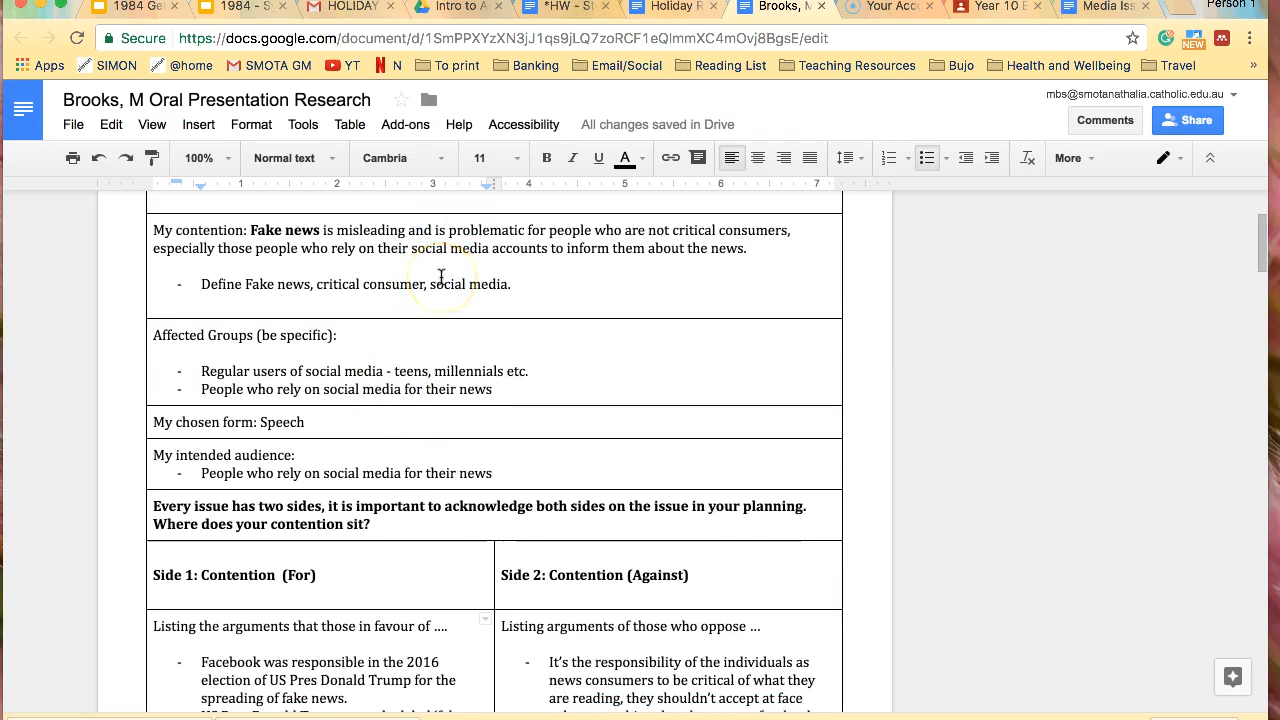 1984 Get
1984 - Sy
HOLIDAY
Intro to A
*HW - St
Holiday R
Brooks, M
Your Acc
Year 10 E
Media Iss
Person 1
Secure https://docs.google.com/document/d/1SmPPXYzXN3J1qs9jLQ7zoRCF1eQlmmXC4mOvj8BgsE/edit
NEW
Apps SIMON @home SMOTA GM YT N To print Banking Email/Social Reading List Teaching Resources Bujo Health and Wellbeing Travel »
Brooks, M Oral Presentation Research
mbs@smotanathalia.catholic.edu.au
File Edit View Insert Format Tools Table Add-ons Help Accessibility All changes saved in Drive
Comments Share
100% Normal text Cambria 11 B I U A More
1 2 3 4 5 6 7
My contention: Fake news is misleading and is problematic for people who are not critical consumers,
especially those people who rely on their social media accounts to inform them about the news.
- Define Fake news, critical consumer, social media.
Affected Groups (be specific):
- Regular users of social media - teens, millennials etc.
- People who rely on social media for their news
My chosen form: Speech
My intended audience:
- People who rely on social media for their news
Every issue has two sides, it is important to acknowledge both sides on the issue in your planning.
Where does your contention sit?
Side 1: Contention (For)
Side 2: Contention (Against)
Listing the arguments that those in favour of ....
- Facebook was responsible in the 2016
election of US Pres Donald Trump for the
spreading of fake news.
Listing arguments of those who oppose ...
- It's the responsibility of the individuals as
news consumers to be critical of what they
are reading, they shouldn't accept at face